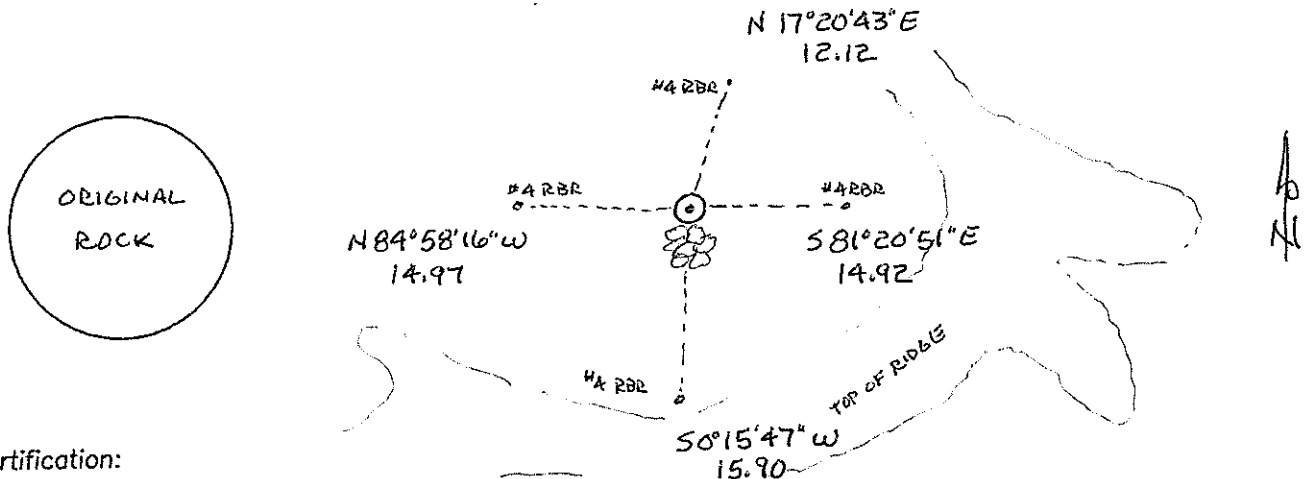 N 17°20'43"E
12.12
#4 RBR
ORIGINAL
ROCK
#4 RBR
#4 RBR
N 84°58'16"W
14.97
S 81°20'51"E
14.92
N
#4 RBR
TOP OF RIDGE
S0°15'47"W
15.90
rtification: